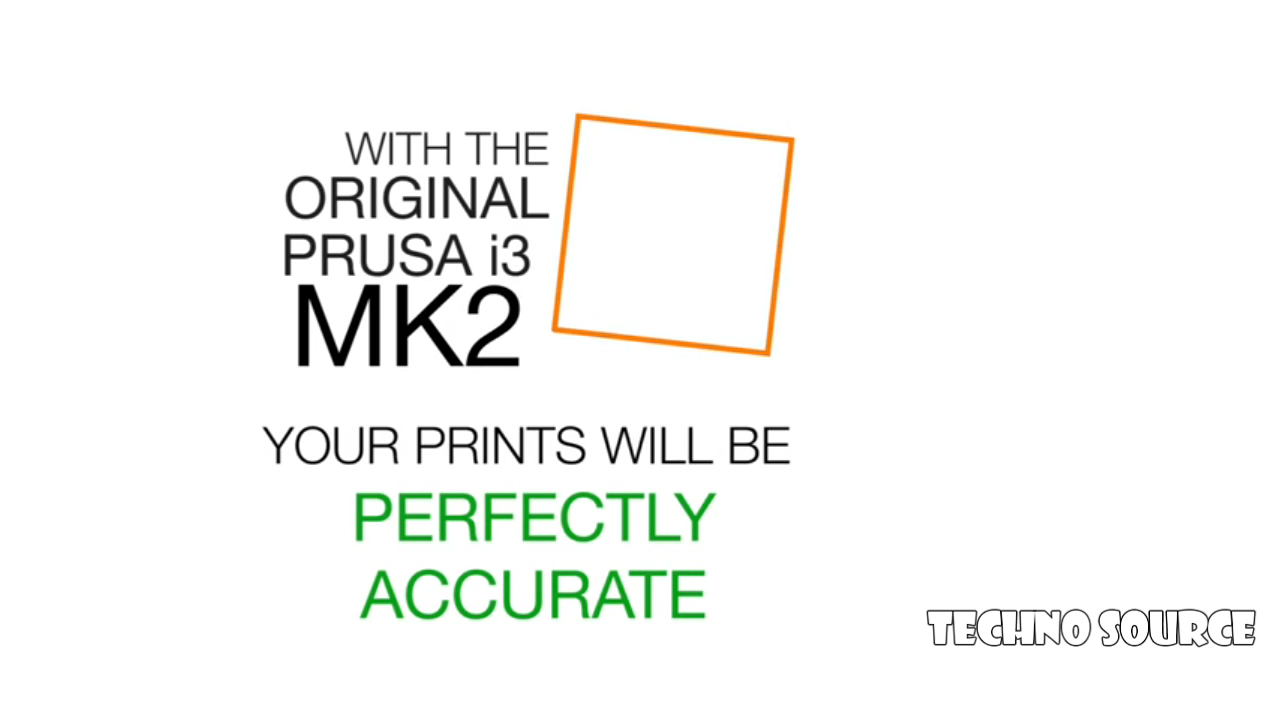 WITH THE
ORIGINAL
PRUSA i3
MK2
YOUR PRINTS WILL BE
PERFECTLY
ACCURATE
TECHNO SOURCE